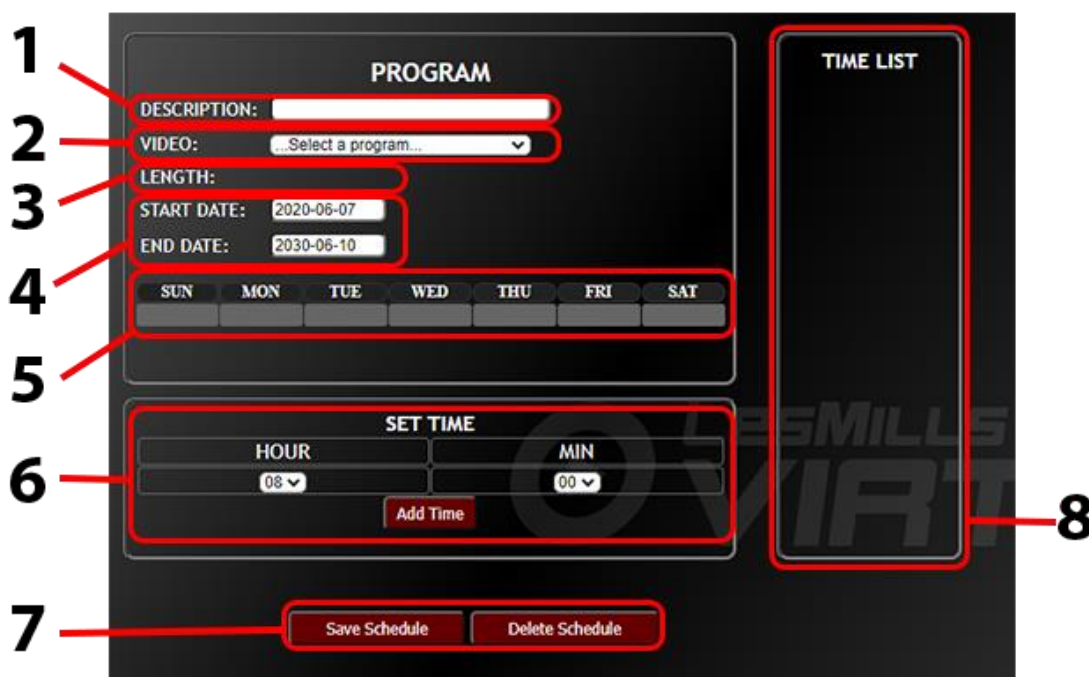 1
PROGRAM
TIME LIST
DESCRIPTION:
2
VIDEO: ...Select a program...
3
LENGTH:
START DATE: 2020-06-07
4
END DATE: 2030-06-10
SUN MON TUE WED THU FRI SAT
5
SET TIME
HOUR MIN
6
08 00
Add Time
LESMILLS
VIRT
8
7
Save Schedule Delete Schedule